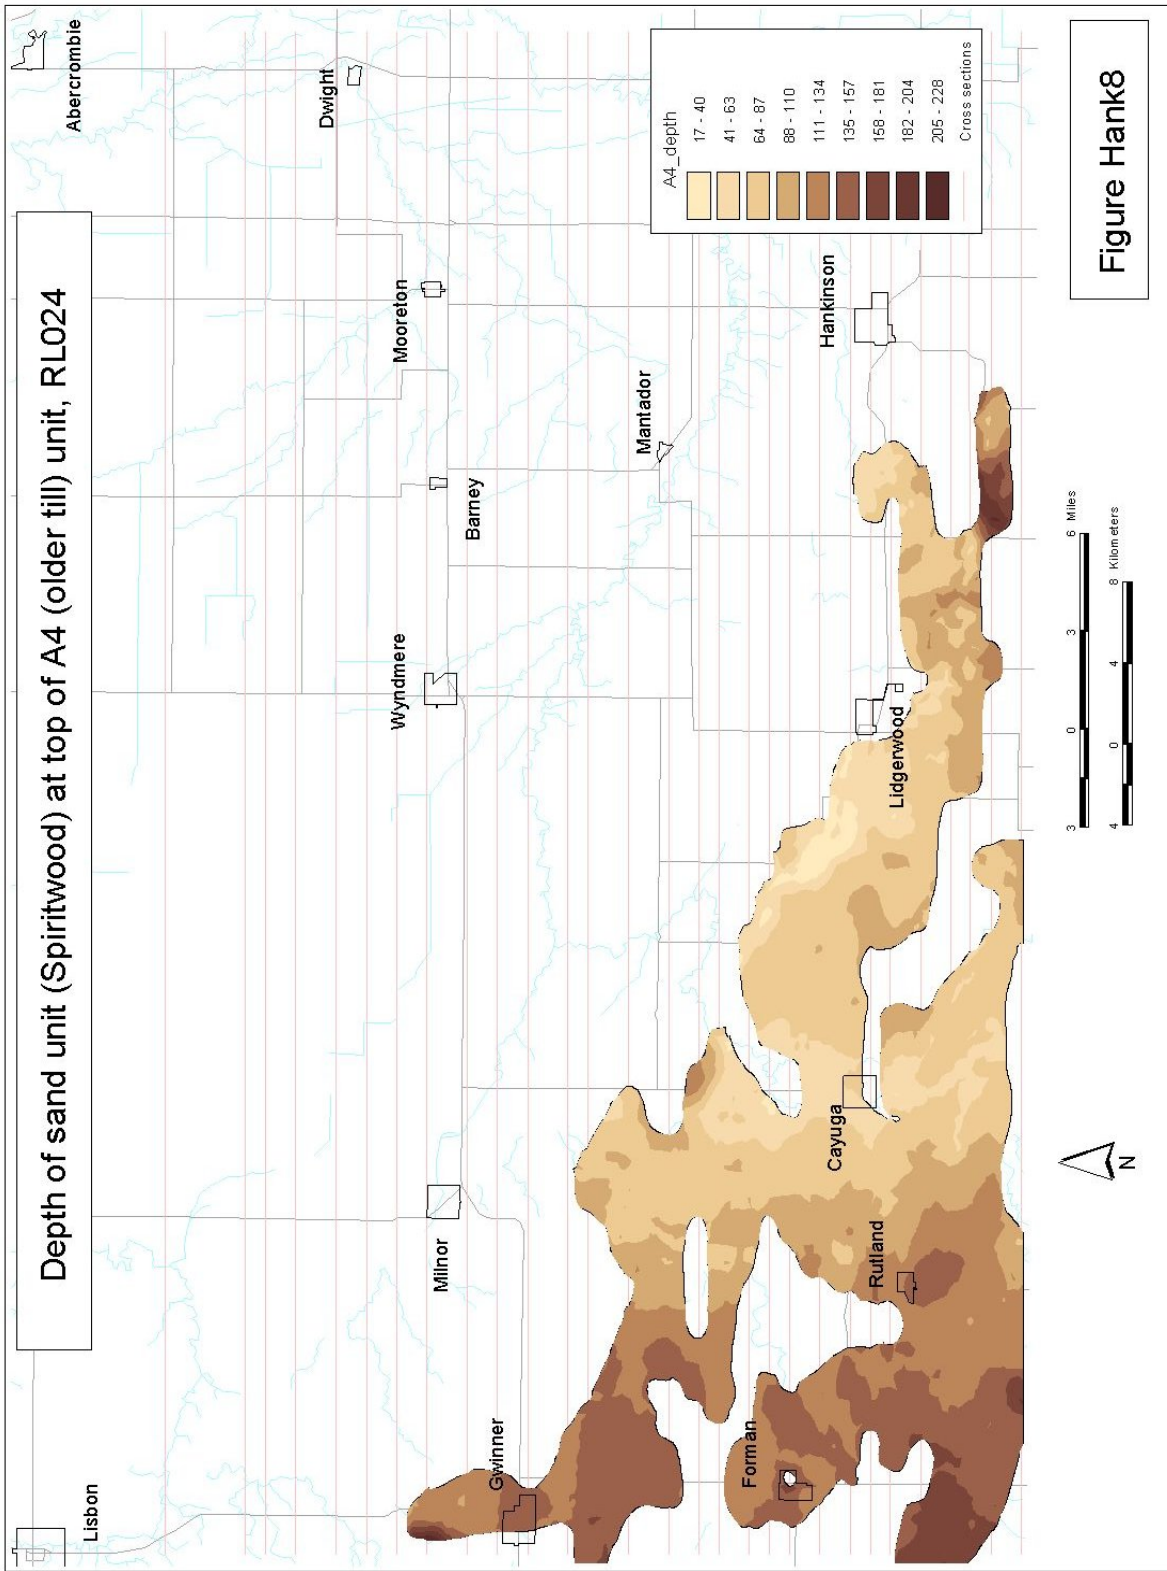 Depth of sand unit (Spiritwood) at top of A4 (older till) unit, RL024
Lisbon
Abercrombie
Dwight
Mooreton
Barney
Wyndmere
Milnor
Gwinner
Mantador
Forman
Rutland
Cayuga
Lidgerwood
Hankinson
A4_depth
17 - 40
41 - 63
64 - 87
88 - 110
111 - 134
135 - 157
158 - 181
182 - 204
205 - 228
Cross sections
N
3 0 3 6 Miles
4 0 4 8 Kilometers
Figure Hank8